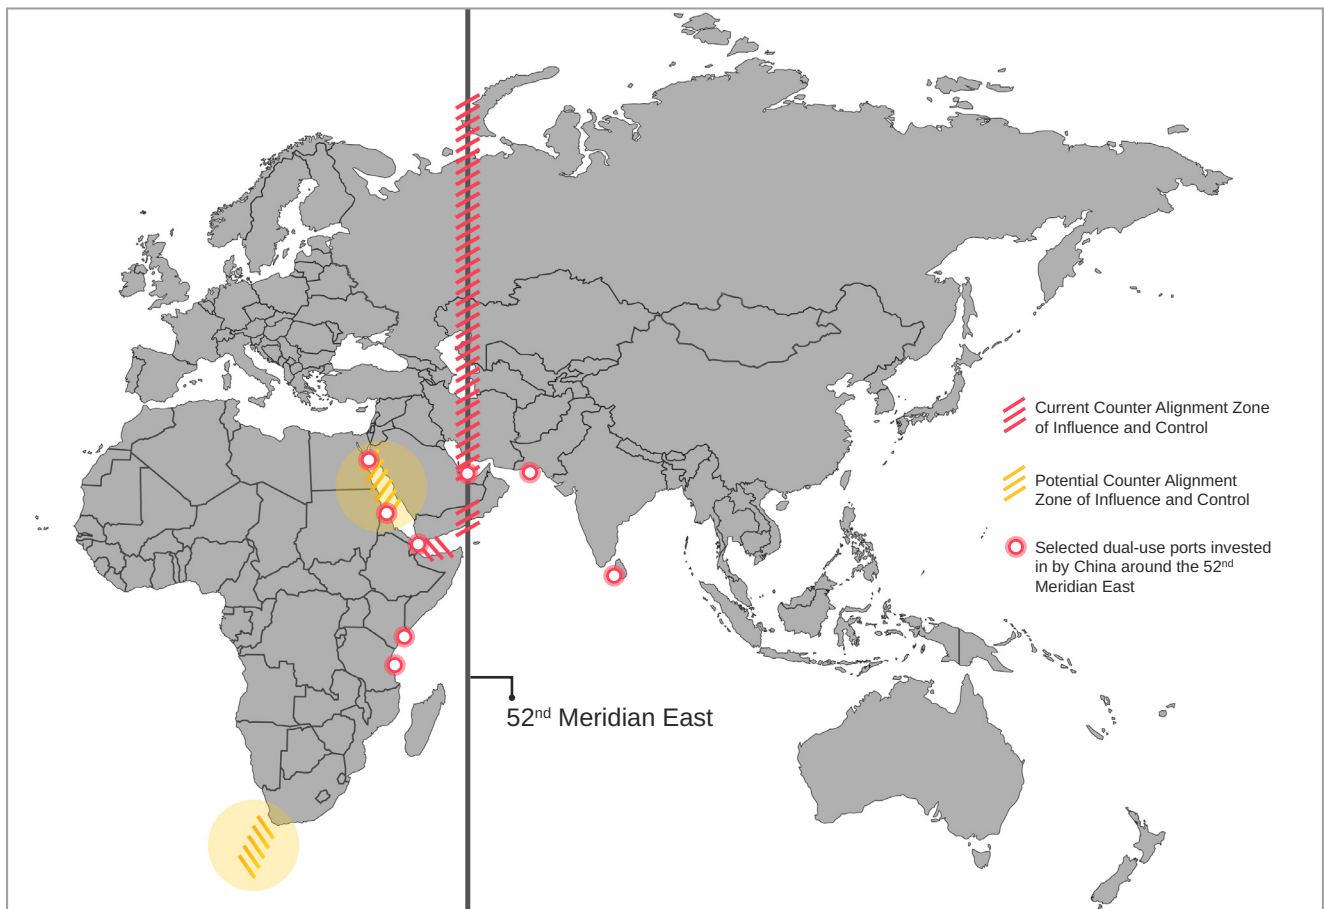 Current Counter Alignment Zone
of Influence and Control
Potential Counter Alignment
Zone of Influence and Control
Selected dual-use ports invested
in by China around the 52nd
Meridian East
52nd Meridian East